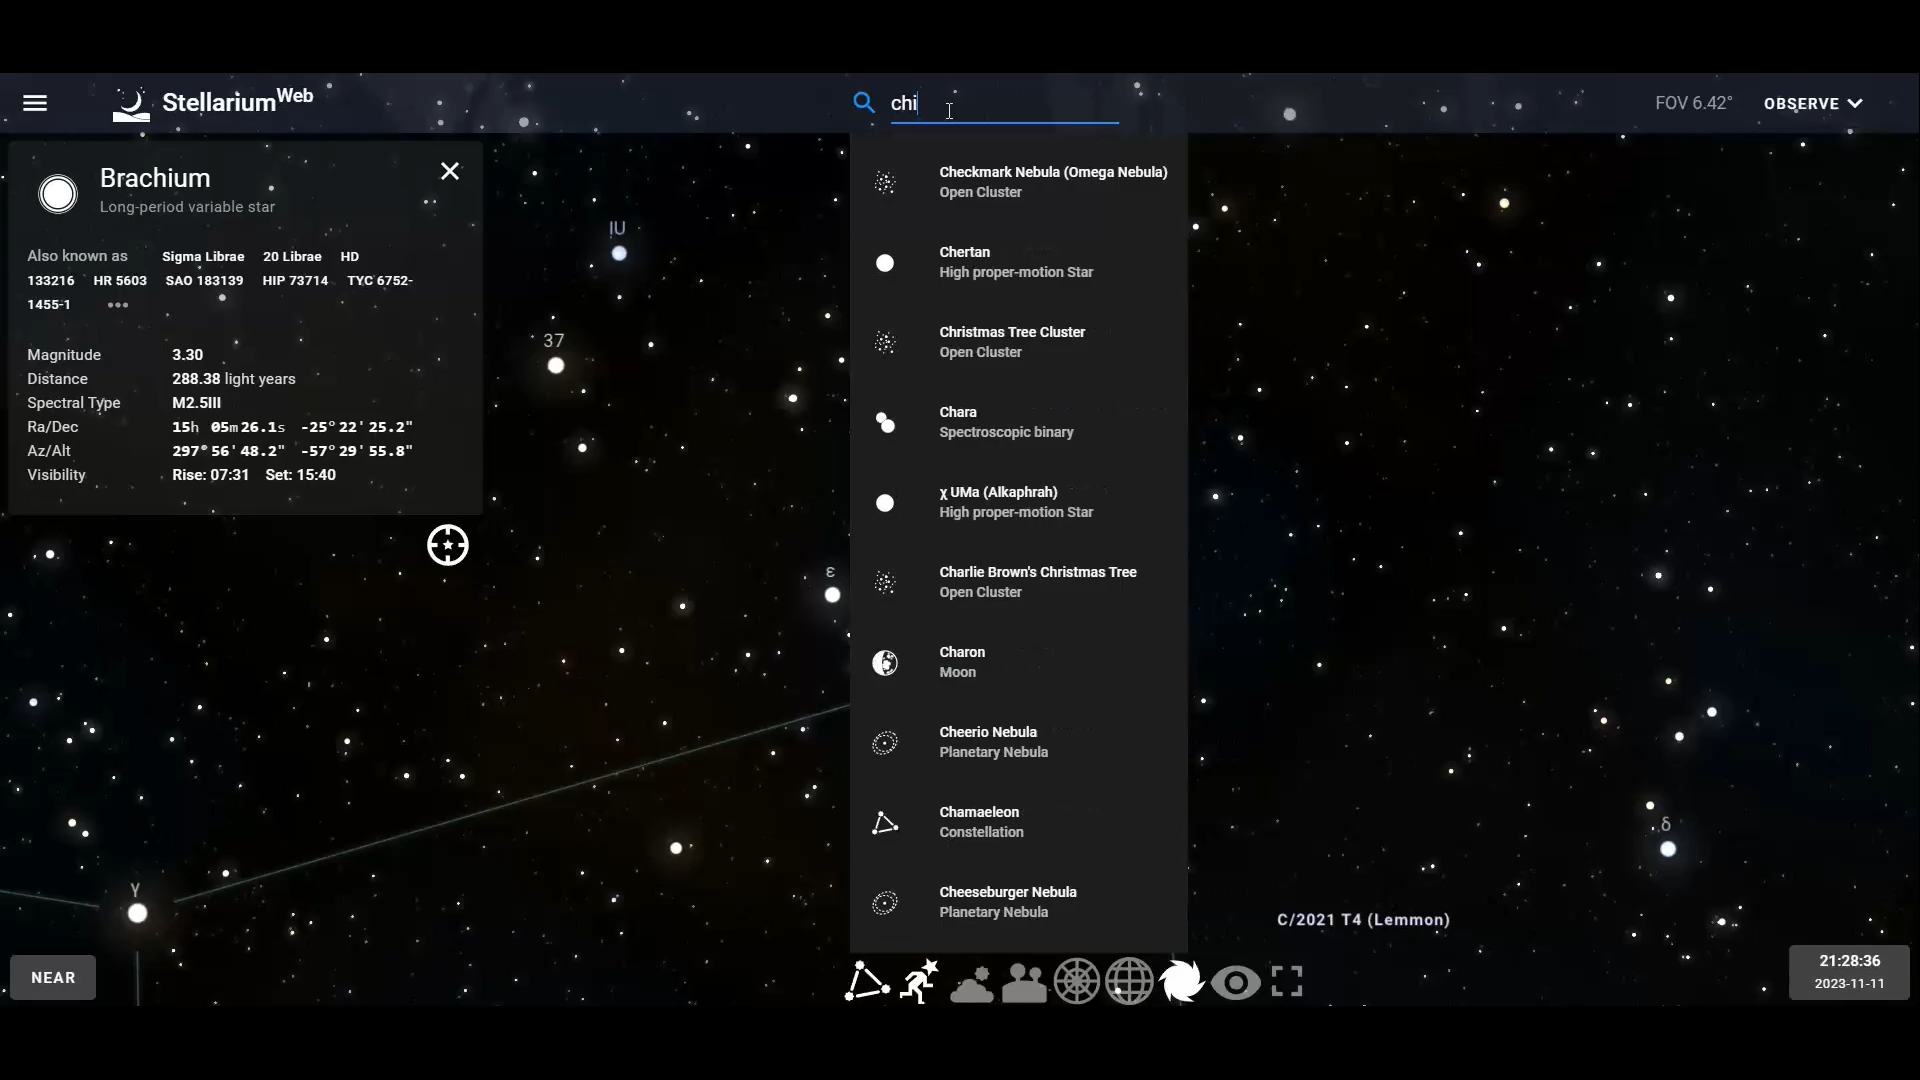 StellariumWeb
chi
FOV 6.42°
OBSERVE
Brachium
Long-period variable star
Also known as Sigma Librae 20 Librae HD
133216 HR 5603 SAO 183139 HIP 73714 TYC 6752-
1455-1
Magnitude 3.30
Distance 288.38 light years
Spectral Type M2.5III
Ra/Dec 15h 05m26.1s -25°22'25.2"
Az/Alt 297°56'48.2" -57°29'55.8"
Visibility Rise: 07:31 Set: 15:40
IU
37
ε
γ
Checkmark Nebula (Omega Nebula)
Open Cluster
Chertan
High proper-motion Star
Christmas Tree Cluster
Open Cluster
Chara
Spectroscopic binary
χ UMa (Alkaphrah)
High proper-motion Star
Charlie Brown's Christmas Tree
Open Cluster
Charon
Moon
Cheerio Nebula
Planetary Nebula
Chamaeleon
Constellation
Cheeseburger Nebula
Planetary Nebula
δ
C/2021 T4 (Lemmon)
NEAR
21:28:36
2023-11-11